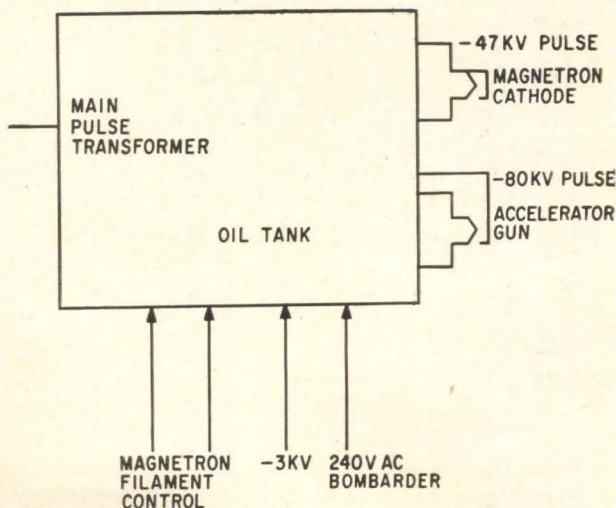 -47KV PULSE
MAGNETRON
CATHODE
MAIN
PULSE
TRANSFORMER
-80KV PULSE
ACCELERATOR
GUN
OIL TANK
MAGNETRON
FILAMENT
CONTROL
-3KV
240V AC
BOMBARDER